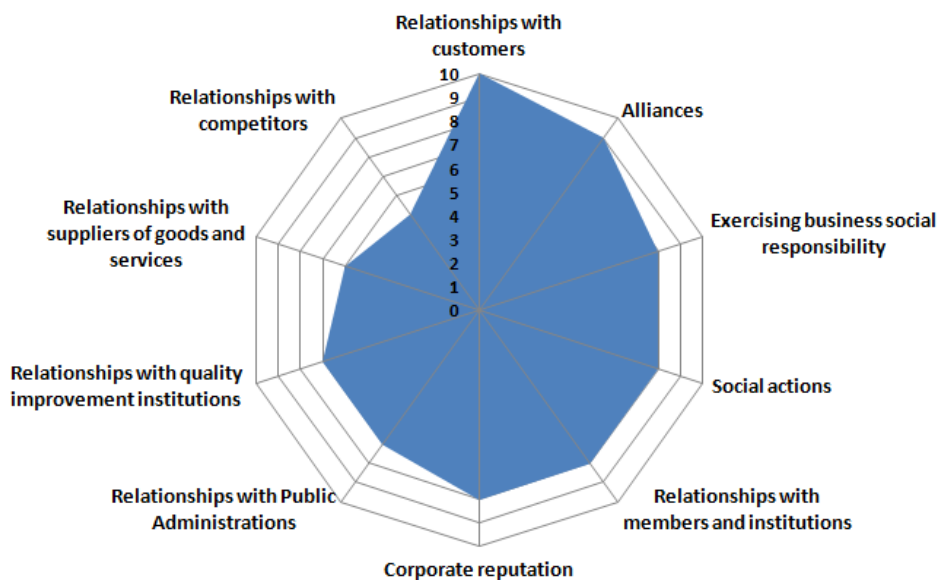 Relationships with
customers
10
9
8
7
6
5
4
3
2
1
0
Alliances
Exercising business social
responsibility
Social actions
Relationships with
members and institutions
Corporate reputation
Relationships with Public
Administrations
Relationships with quality
improvement institutions
Relationships with
suppliers of goods and
services
Relationships with
competitors